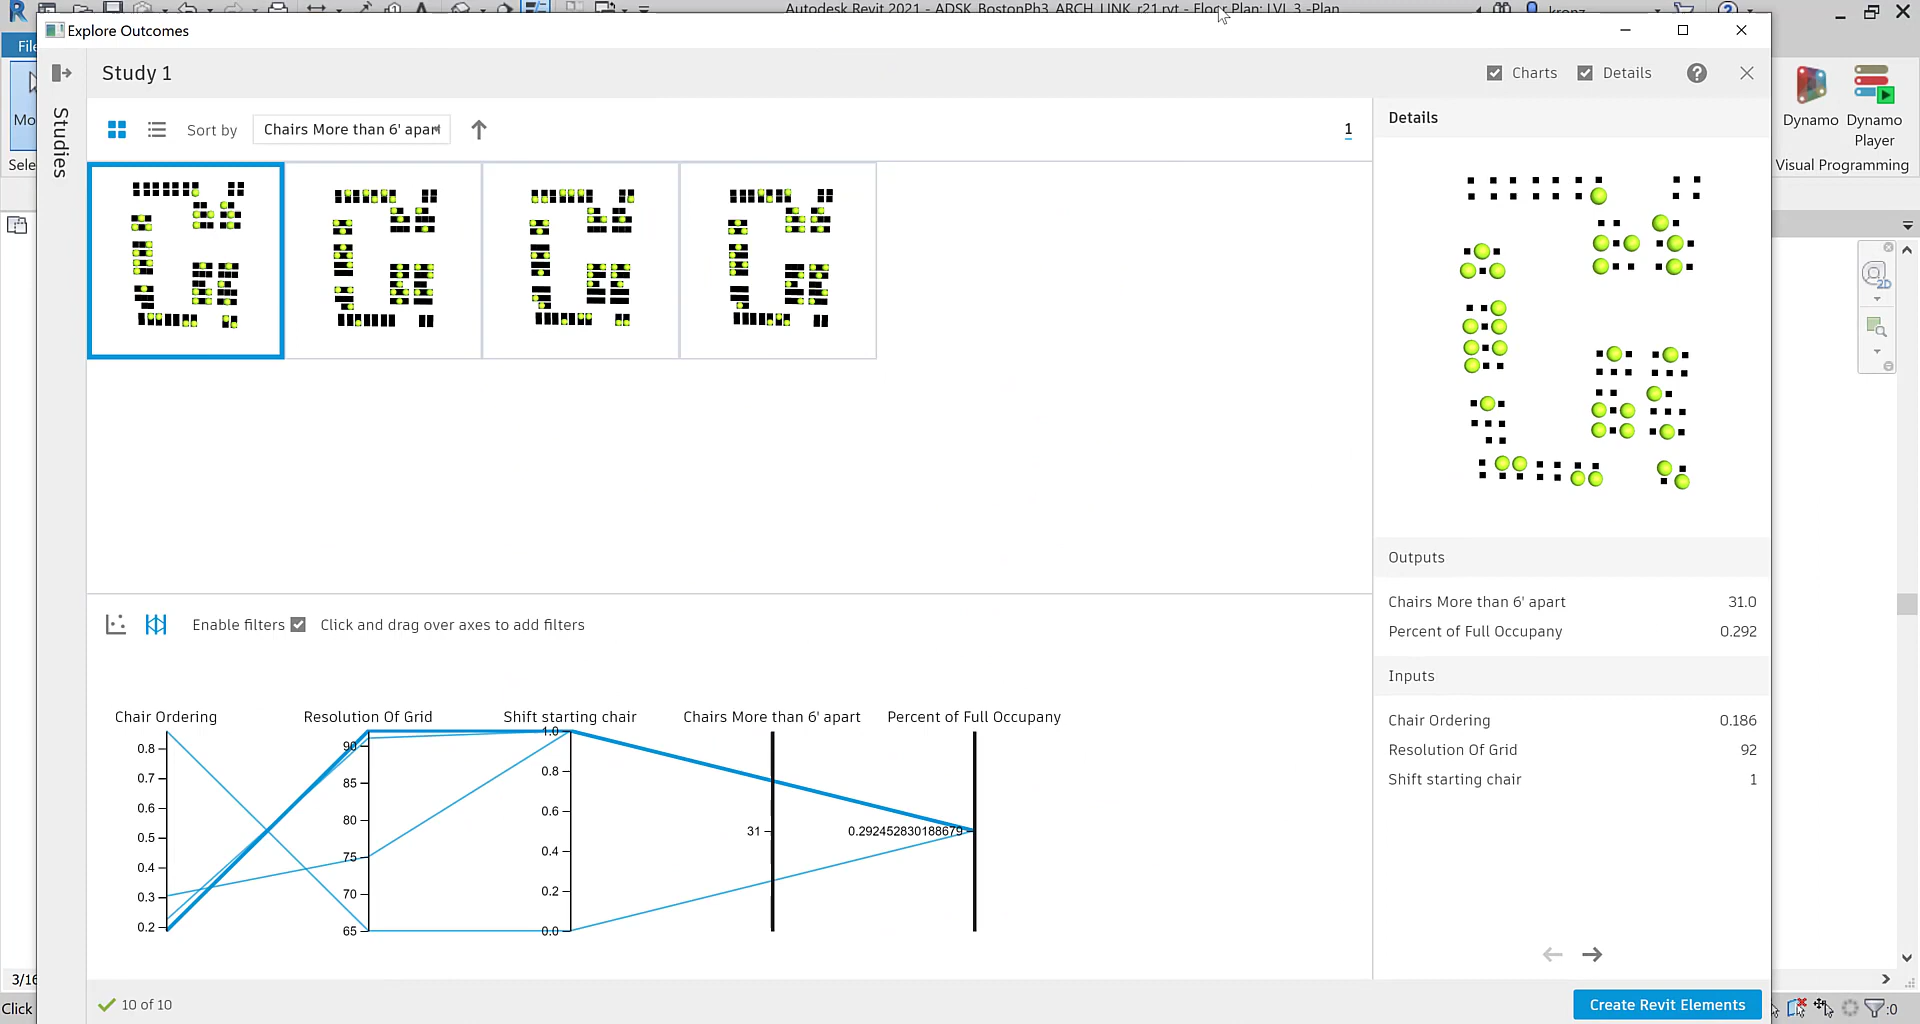 Autodesk Revit 2021 - ADSK_BostonPh3_ARCH_LINK_r21.rvt - Floor Plan: LVL 3 -Plan
kronz
Explore Outcomes
Study 1
Charts
Details
Studies
Sort by
Chairs More than 6' apart
1
Details
Dynamo
Dynamo
Player
Visual Programming
2D
Outputs
Chairs More than 6' apart 31.0
Percent of Full Occupany 0.292
Inputs
Chair Ordering 0.186
Resolution Of Grid 92
Shift starting chair 1
Enable filters
Click and drag over axes to add filters
Chair Ordering
Resolution Of Grid
Shift starting chair
Chairs More than 6' apart
Percent of Full Occupany
0.8
0.7
0.6
0.5
0.4
0.3
0.2
90
85
80
75
70
65
1.0
0.8
0.6
0.4
0.2
0.0
31
0.292452830188679
10 of 10
Create Revit Elements
3/16
Click
:0